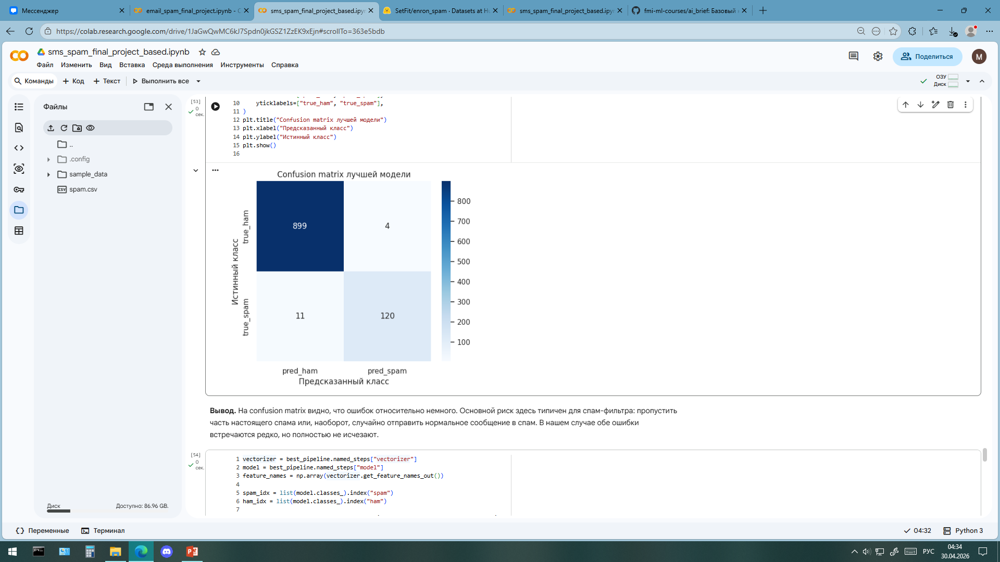 Мессенджер
email_spam_final_project.ipynb - C
sms_spam_final_project_based.ipyn
SetFit/enron_spam · Datasets at Hu
sms_spam_final_project_based.ipy
fmi-ml-courses/ai_brief: Базовый
https://colab.research.google.com/drive/1JaGwQwMC6kJ7Spdn0jkGSZ1ZzEK9xEjn#scrollTo=363e5bdb
sms_spam_final_project_based.ipynb
Файл Изменить Вид Вставка Среда выполнения Инструменты Справка
Поделиться
M
Команды + Код + Текст Выполнить все
ОЗУ
Диск
Файлы
..
.config
sample_data
spam.csv
Диск
Доступно: 86.96 GB.
[53]
0
сек.
10 yticklabels=["true_ham", "true_spam"],
11 )
12 plt.title("Confusion matrix лучшей модели")
13 plt.xlabel("Предсказанный класс")
14 plt.ylabel("Истинный класс")
15 plt.show()
16
Confusion matrix лучшей модели
Истинный класс
true_ham
true_spam
899
4
11
120
pred_ham
pred_spam
Предсказанный класс
800
700
600
500
400
300
200
100
Вывод. На confusion matrix видно, что ошибок относительно немного. Основной риск здесь типичен для спам-фильтра: пропустить
часть настоящего спама или, наоборот, случайно отправить нормальное сообщение в спам. В нашем случае обе ошибки
встречаются редко, но полностью не исчезают.
[54]
0
сек.
1 vectorizer = best_pipeline.named_steps["vectorizer"]
2 model = best_pipeline.named_steps["model"]
3 feature_names = np.array(vectorizer.get_feature_names_out())
4
5 spam_idx = list(model.classes_).index("spam")
6 ham_idx = list(model.classes_).index("ham")
7
Переменные
Терминал
04:32
Python 3
РУС
04:34
30.04.2026